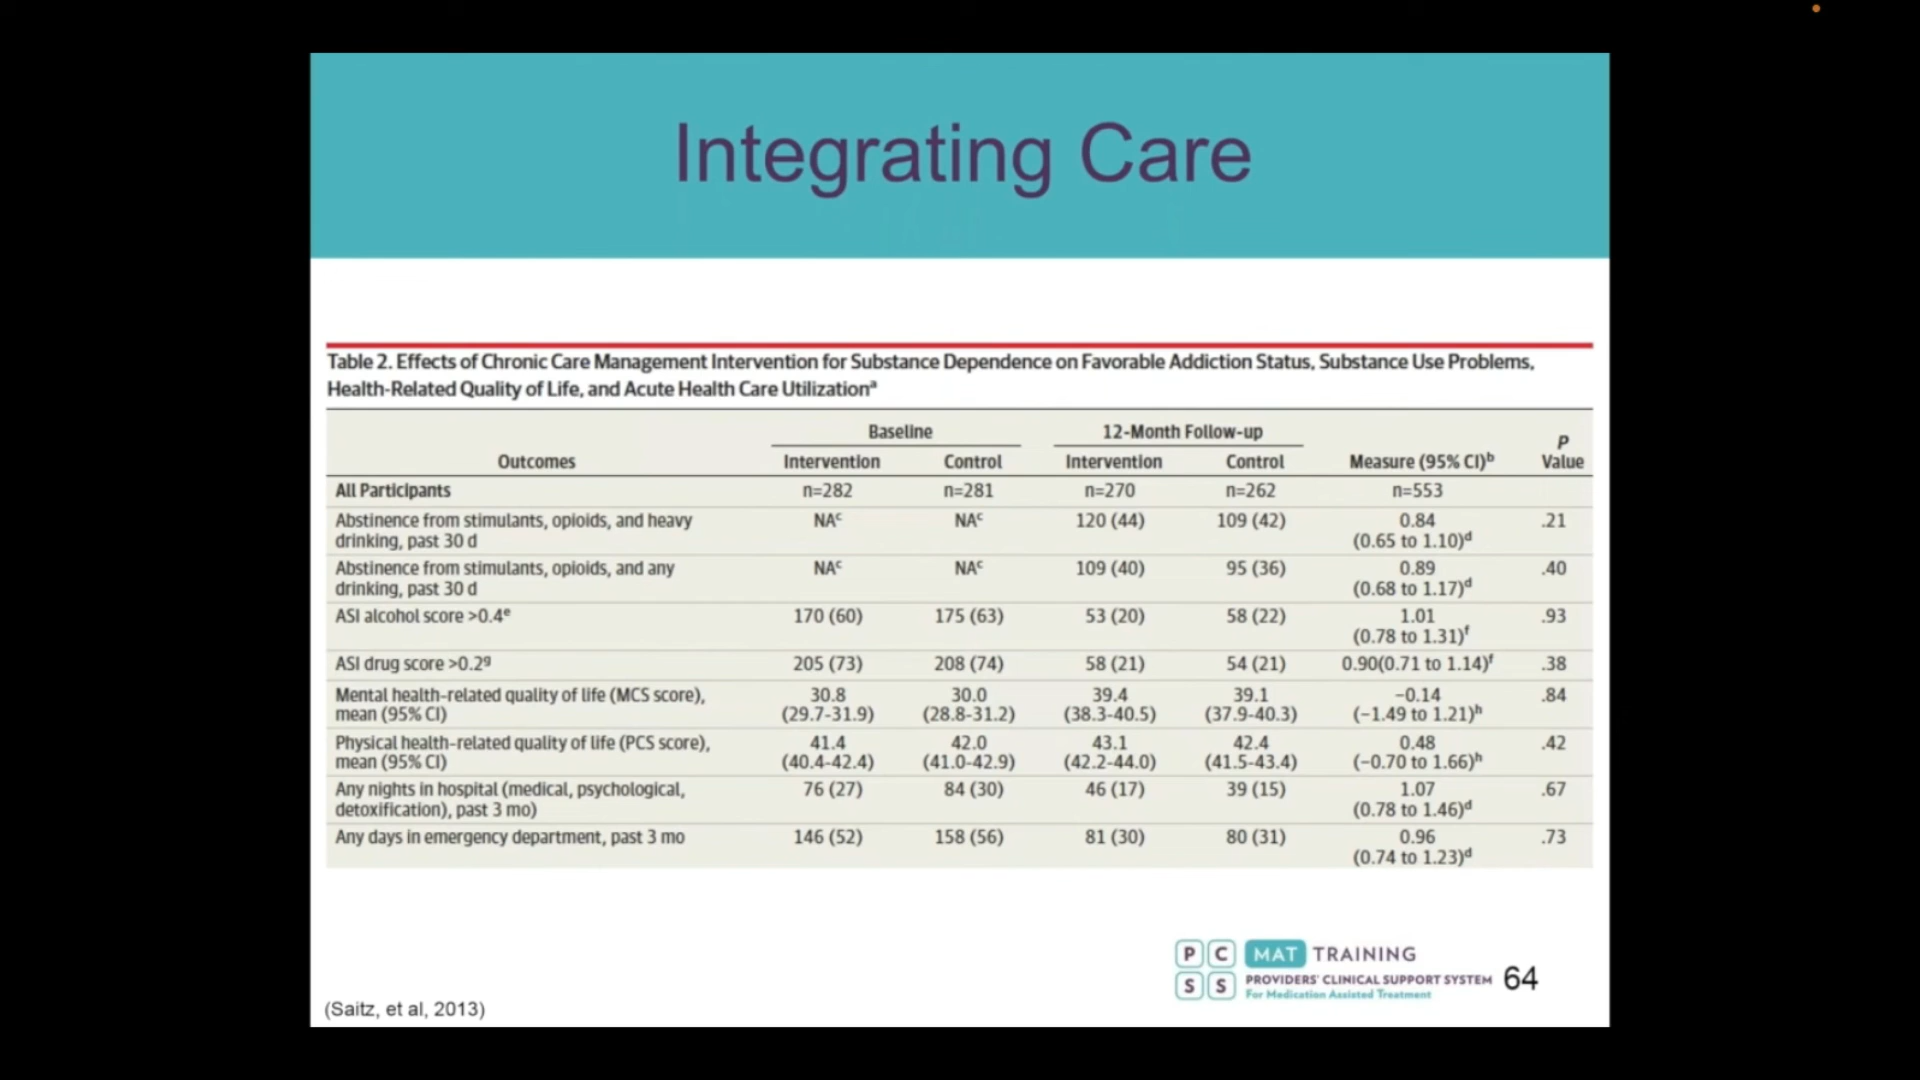 Integrating Care
Table 2. Effects of Chronic Care Management Intervention for Substance Dependence on Favorable Addiction Status, Substance Use Problems,
Health-Related Quality of Life, and Acute Health Care Utilizationᵃ
Baseline 12-Month Follow-up P
Outcomes Intervention Control Intervention Control Measure (95% CI)ᵇ Value
All Participants n=282 n=281 n=270 n=262 n=553
Abstinence from stimulants, opioids, and heavy NAᶜ NAᶜ 120 (44) 109 (42) 0.84 .21
drinking, past 30 d (0.65 to 1.10)ᵈ
Abstinence from stimulants, opioids, and any NAᶜ NAᶜ 109 (40) 95 (36) 0.89 .40
drinking, past 30 d (0.68 to 1.17)ᵈ
ASI alcohol score >0.4ᵉ 170 (60) 175 (63) 53 (20) 58 (22) 1.01 .93
(0.78 to 1.31)ᶠ
ASI drug score >0.2ᵍ 205 (73) 208 (74) 58 (21) 54 (21) 0.90(0.71 to 1.14)ᶠ .38
Mental health-related quality of life (MCS score), 30.8 30.0 39.4 39.1 −0.14 .84
mean (95% CI) (29.7-31.9) (28.8-31.2) (38.3-40.5) (37.9-40.3) (−1.49 to 1.21)ʰ
Physical health-related quality of life (PCS score), 41.4 42.0 43.1 42.4 0.48 .42
mean (95% CI) (40.4-42.4) (41.0-42.9) (42.2-44.0) (41.5-43.4) (−0.70 to 1.66)ʰ
Any nights in hospital (medical, psychological, 76 (27) 84 (30) 46 (17) 39 (15) 1.07 .67
detoxification), past 3 mo) (0.78 to 1.46)ᵈ
Any days in emergency department, past 3 mo 146 (52) 158 (56) 81 (30) 80 (31) 0.96 .73
(0.74 to 1.23)ᵈ
P C MAT TRAINING
S S PROVIDERS' CLINICAL SUPPORT SYSTEM 64
For Medication Assisted Treatment
(Saitz, et al, 2013)